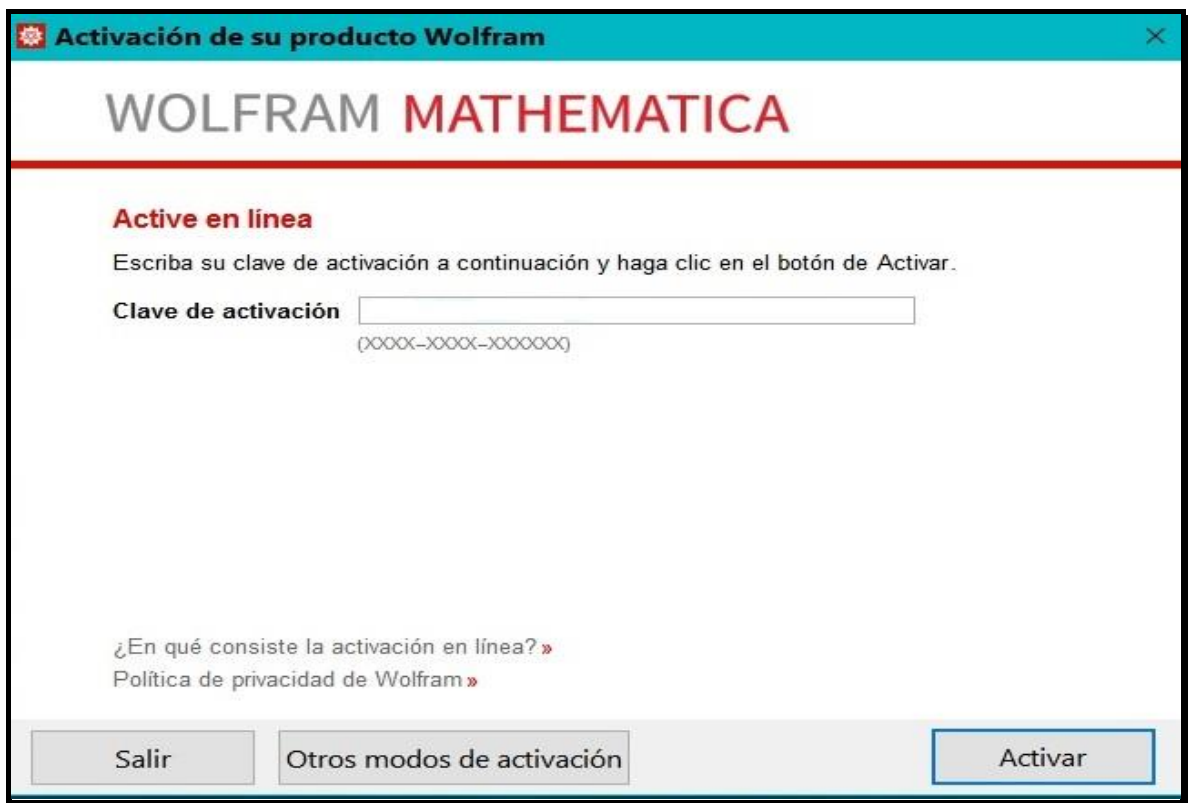 Activación de su producto Wolfram
WOLFRAM MATHEMATICA
Active en línea
Escriba su clave de activación a continuación y haga clic en el botón de Activar.
Clave de activación
(XXXX–XXXX–XXXXXX)
¿En qué consiste la activación en línea? »
Política de privacidad de Wolfram »
Salir Otros modos de activación Activar